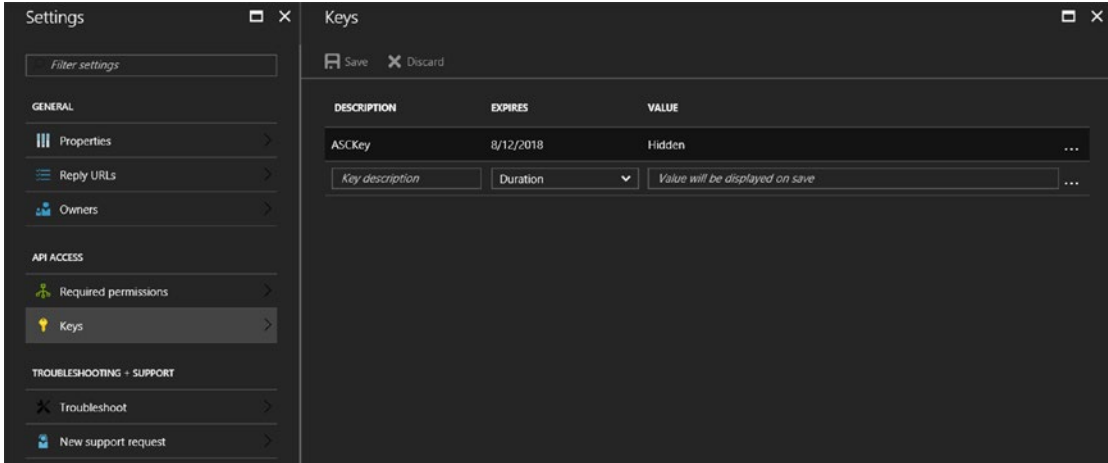 Settings
Filter settings
GENERAL
Properties
Reply URLs
Owners
API ACCESS
Required permissions
Keys
TROUBLESHOOTING + SUPPORT
Troubleshoot
New support request
Keys
Save Discard
DESCRIPTION EXPIRES VALUE
ASCKey 8/12/2018 Hidden ...
Key description Duration Value will be displayed on save ...